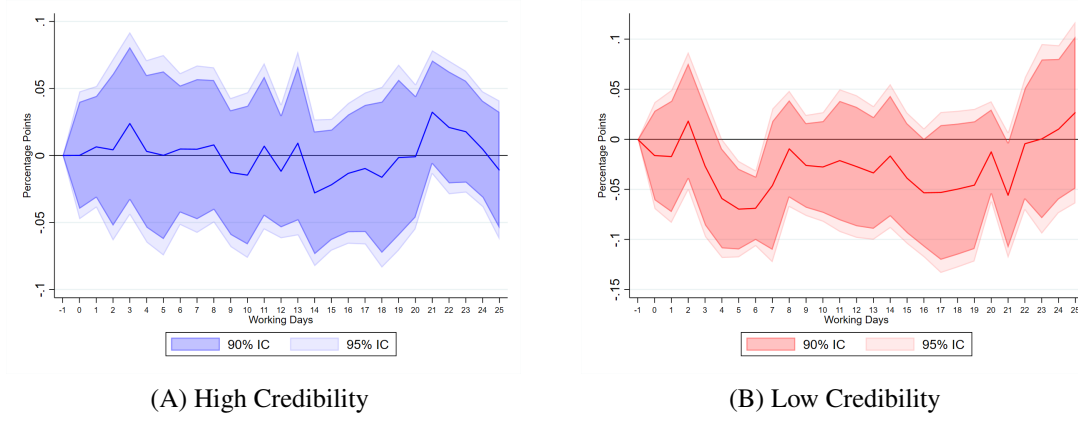 .1
.05
0
-.05
-.1
Percentage Points
-1 0 1 2 3 4 5 6 7 8 9 10 11 12 13 14 15 16 17 18 19 20 21 22 23 24 25
Working Days
90% IC 95% IC
(A) High Credibility
.1
.05
0
-.05
-.1
-.15
Percentage Points
-1 0 1 2 3 4 5 6 7 8 9 10 11 12 13 14 15 16 17 18 19 20 21 22 23 24 25
Working Days
90% IC 95% IC
(B) Low Credibility